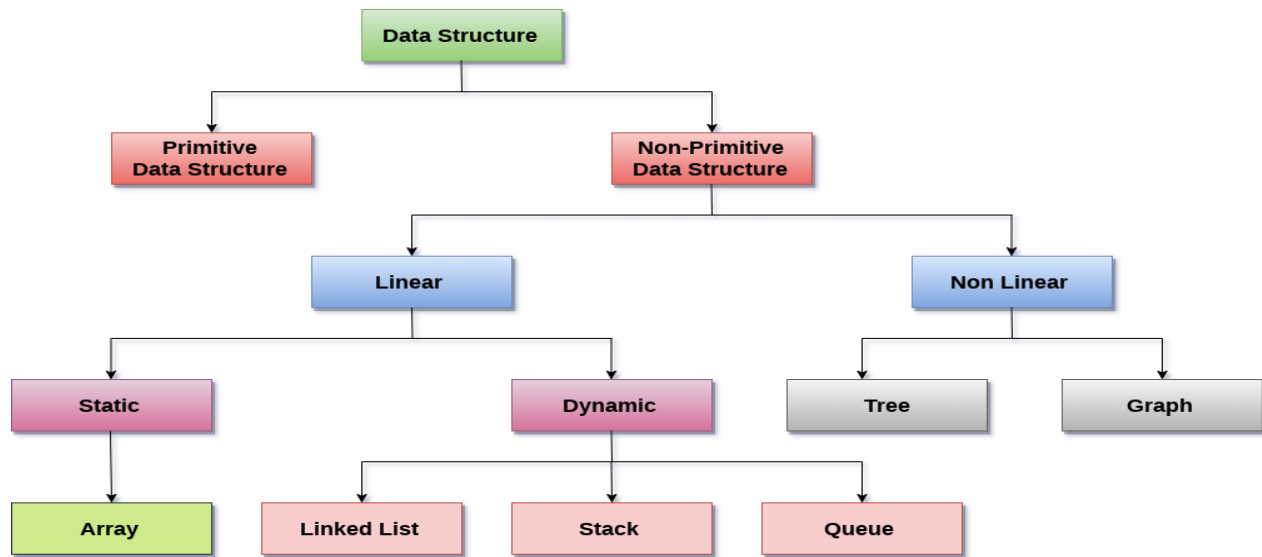 Data Structure
Primitive
Data Structure
Non-Primitive
Data Structure
Linear
Non Linear
Static
Dynamic
Tree
Graph
Array
Linked List
Stack
Queue